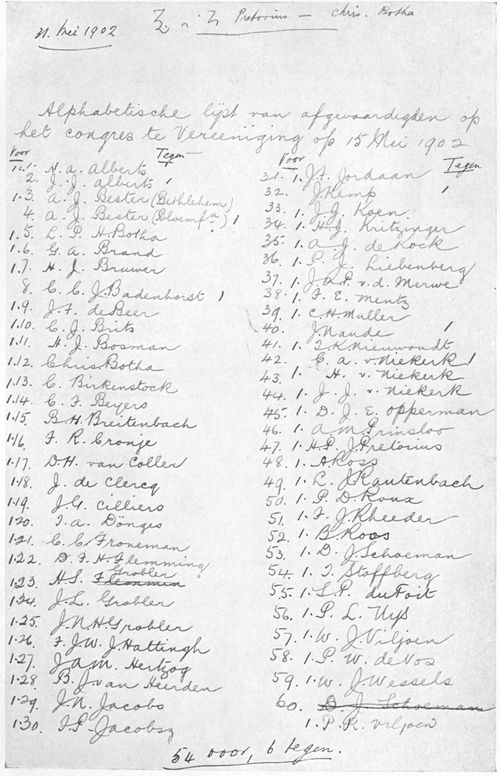 31. Mei 1902
Pretorius — Chris. Botha
Alphabetische lijst van afgevaardigden op
het congres te Vereeniging op 15 Mei 1902
Voor Tegen
1.1. H. A. Alberts
2. J. J. Alberts
1.3. A. J. Bester (Bethlehem)
4. A. J. Bester (Bloemfn) 1
1.5. L. P. H. Botha
1.6. G. A. Brand
1.7. H. J. Bruwer
8. C. C. J. Badenhorst 1
1.9. J. F. de Beer
1.10. C. J. Brits
1.11. H. J. Bosman
1.12. Chris Botha
1.13. C. Birkenstock
1.14. C. F. Beyers
1.15. B. H. Breitenbach
1.16. F. R. Cronje
1.17. D. H. van Coller
1.18. J. de Clercq
1.19. J. G. Cilliers
1.20. T. A. Dönges
1.21. C. C. Froneman
1.22. D. F. H. Flemming
1.23. H. S. Grobler
1.24. J. L. Grobler
1.25. J. N. H. Grobler
1.26. F. J. W. J. Hattingh
1.27. J. A. M. Hertzog
1.28. B. J. van Heerden
1.29. J. N. Jacobs
1.30. F. P. Jacobsz
Voor Tegen
31. 1. J. Jordaan
32. J. Kemp 1
33. 1. J. J. Koen
34. 1. H. J. Kritzinger
35. 1. A. J. de Kock
36. 1. P. J. Liebenberg
37. 1. J. A. P. v. d. Merwe
38. 1. F. E. Mentz
39. 1. C. H. Muller
40. J. Naude 1
41. 1. T. K. Nieuwoudt
42. C. A. v Niekerk 1
43. 1. H. v. Niekerk
44. 1. J. J. v. Niekerk
45. 1. D. J. E. Opperman
46. 1. A. M. Prinsloo
47. 1. H. P. J. Pretorius
48. 1. A. Ross
49. 1. L. J. Rautenbach
50. 1. P. D. Roux
51. 1. F. J. Rheeder
52. 1. B. Roos
53. 1. D. J. Schoeman
54. 1. T. Stoffberg
55. 1. S. P. du Toit
56. 1. P. L. Uys
57. 1. W. J. Viljoen
58. 1. P. W. de Vos
59. 1. W. J. Wessels
60. D. J. Schoeman
1. P. R. Viljoen
54 voor, 6 tegen.